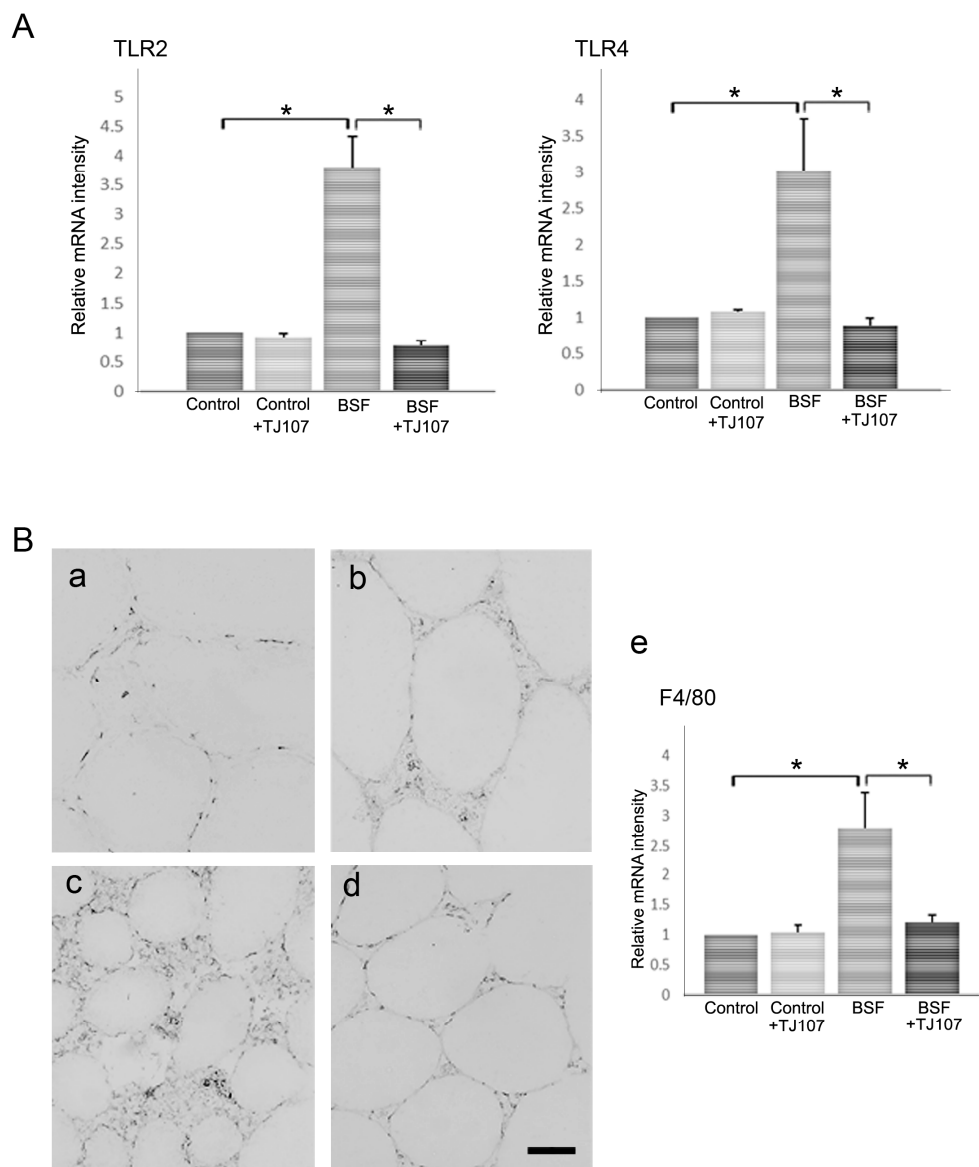 A
TLR2
Relative mRNA intensity
5
4.5
4
3.5
3
2.5
2
1.5
1
0.5
0
* *
Control
Control
+TJ107
BSF
BSF
+TJ107
TLR4
Relative mRNA intensity
4
3.5
3
2.5
2
1.5
1
0.5
0
* *
Control
Control
+TJ107
BSF
BSF
+TJ107
B
a
b
c
d
e
F4/80
Relative mRNA intensity
4
3.5
3
2.5
2
1.5
1
0.5
0
* *
Control
Control
+TJ107
BSF
BSF
+TJ107